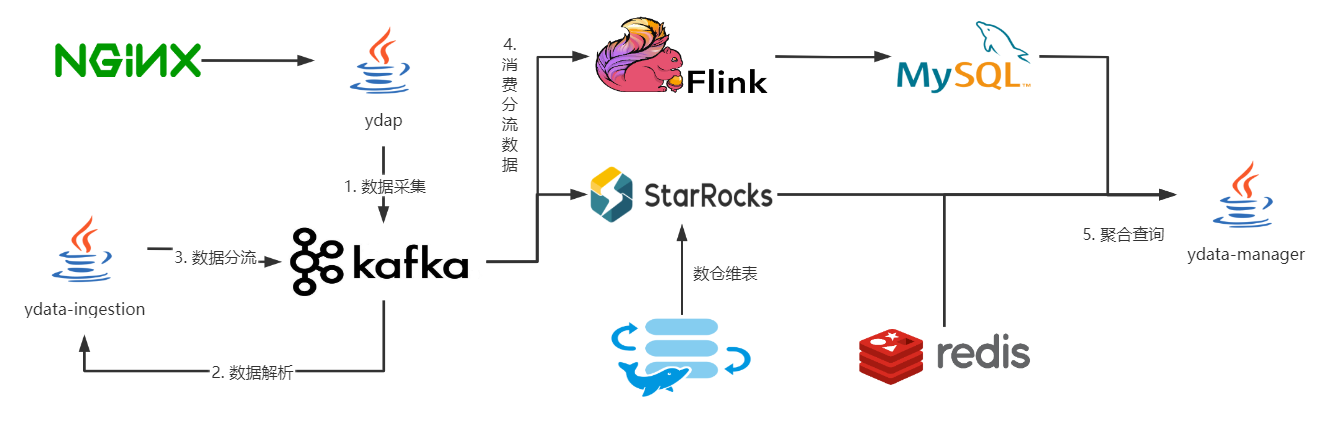 NGiNX
ydap
1. 数据采集
kafka
ydata-ingestion
3. 数据分流
2. 数据解析
4.
消
费
分
流
数
据
Flink
MySQL™
StarRocks
数仓维表
redis
5. 聚合查询
ydata-manager